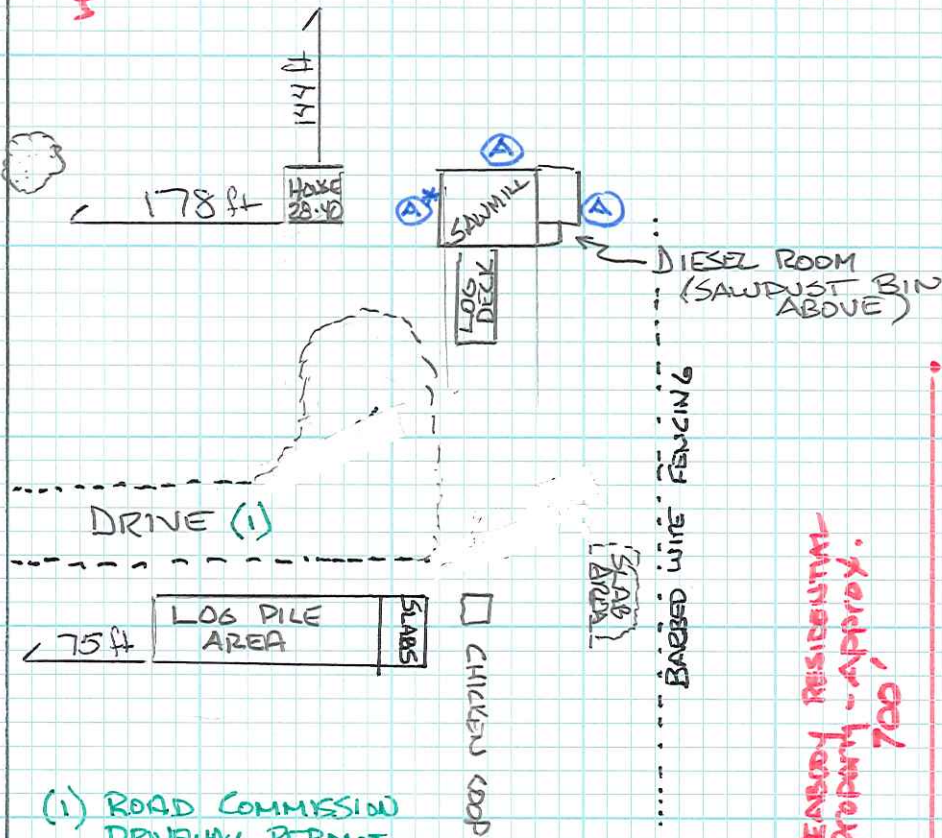 144 ft
178 ft
HOUSE
28·40
A
A*
SAWMILL
A
LOG
DECK
DIESEL ROOM
(SAWDUST BIN
ABOVE)
BARBED WIRE FENCING
DRIVE (1)
SLAB
AREA
LOG PILE
AREA
SLABS
75 ft
CHICKEN COOP
RESIDENTIAL
property - Approx.
700'
(1) ROAD COMMISSION